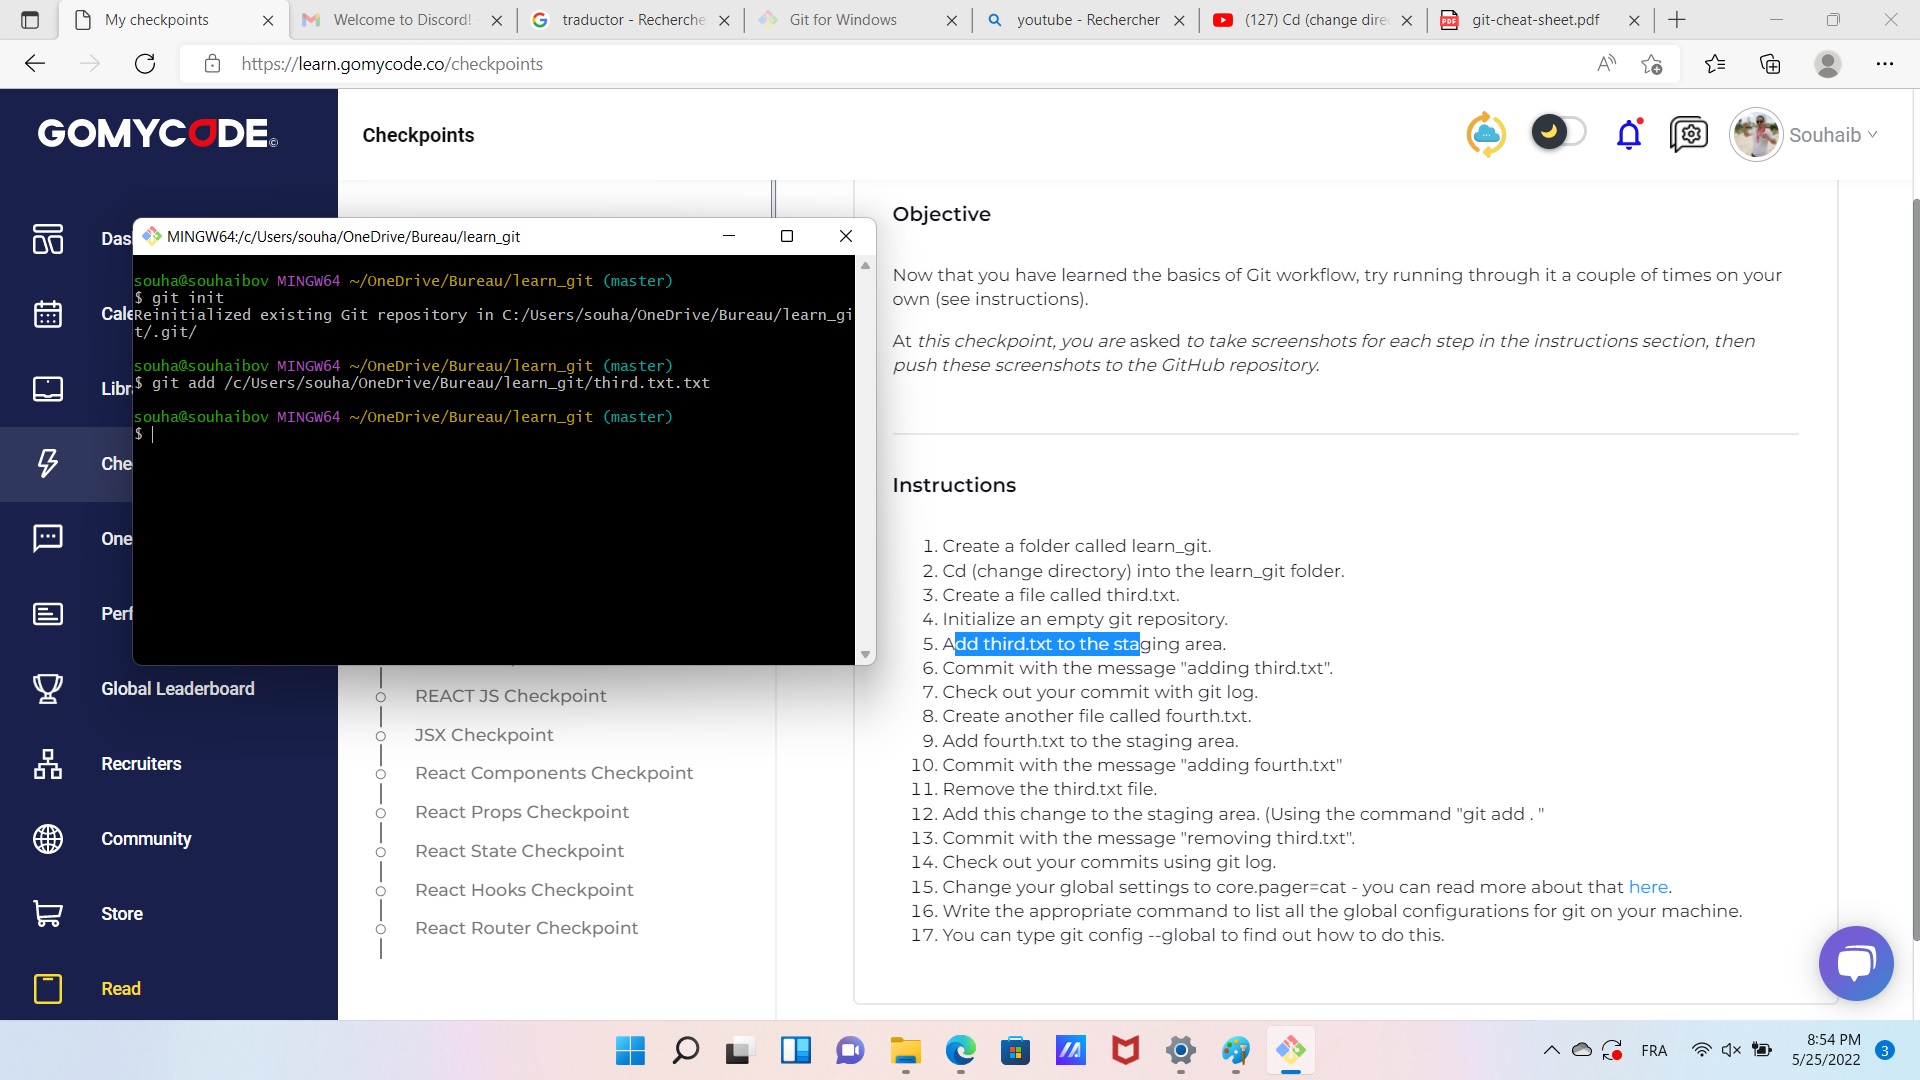 My checkpoints
Welcome to Discord! -
traductor - Recherche
Git for Windows
youtube - Rechercher
(127) Cd (change dire
git-cheat-sheet.pdf
https://learn.gomycode.co/checkpoints
GOMYCODE
Checkpoints
Souhaib
Objective
Now that you have learned the basics of Git workflow, try running through it a couple of times on your
own (see instructions).
At this checkpoint, you are asked to take screenshots for each step in the instructions section, then
push these screenshots to the GitHub repository.
Instructions
1. Create a folder called learn_git.
2. Cd (change directory) into the learn_git folder.
3. Create a file called third.txt.
4. Initialize an empty git repository.
5. Add third.txt to the staging area.
6. Commit with the message "adding third.txt".
7. Check out your commit with git log.
8. Create another file called fourth.txt.
9. Add fourth.txt to the staging area.
10. Commit with the message "adding fourth.txt"
11. Remove the third.txt file.
12. Add this change to the staging area. (Using the command "git add . "
13. Commit with the message "removing third.txt".
14. Check out your commits using git log.
15. Change your global settings to core.pager=cat - you can read more about that here.
16. Write the appropriate command to list all the global configurations for git on your machine.
17. You can type git config --global to find out how to do this.
MINGW64:/c/Users/souha/OneDrive/Bureau/learn_git
souha@souhaibov MINGW64 ~/OneDrive/Bureau/learn_git (master)
$ git init
Reinitialized existing Git repository in C:/Users/souha/OneDrive/Bureau/learn_gi
t/.git/
souha@souhaibov MINGW64 ~/OneDrive/Bureau/learn_git (master)
$ git add /c/Users/souha/OneDrive/Bureau/learn_git/third.txt.txt
souha@souhaibov MINGW64 ~/OneDrive/Bureau/learn_git (master)
$
Das
Cale
Libr
Che
One
Perf
Global Leaderboard
Recruiters
Community
Store
Read
REACT JS Checkpoint
JSX Checkpoint
React Components Checkpoint
React Props Checkpoint
React State Checkpoint
React Hooks Checkpoint
React Router Checkpoint
FRA
8:54 PM
5/25/2022
3